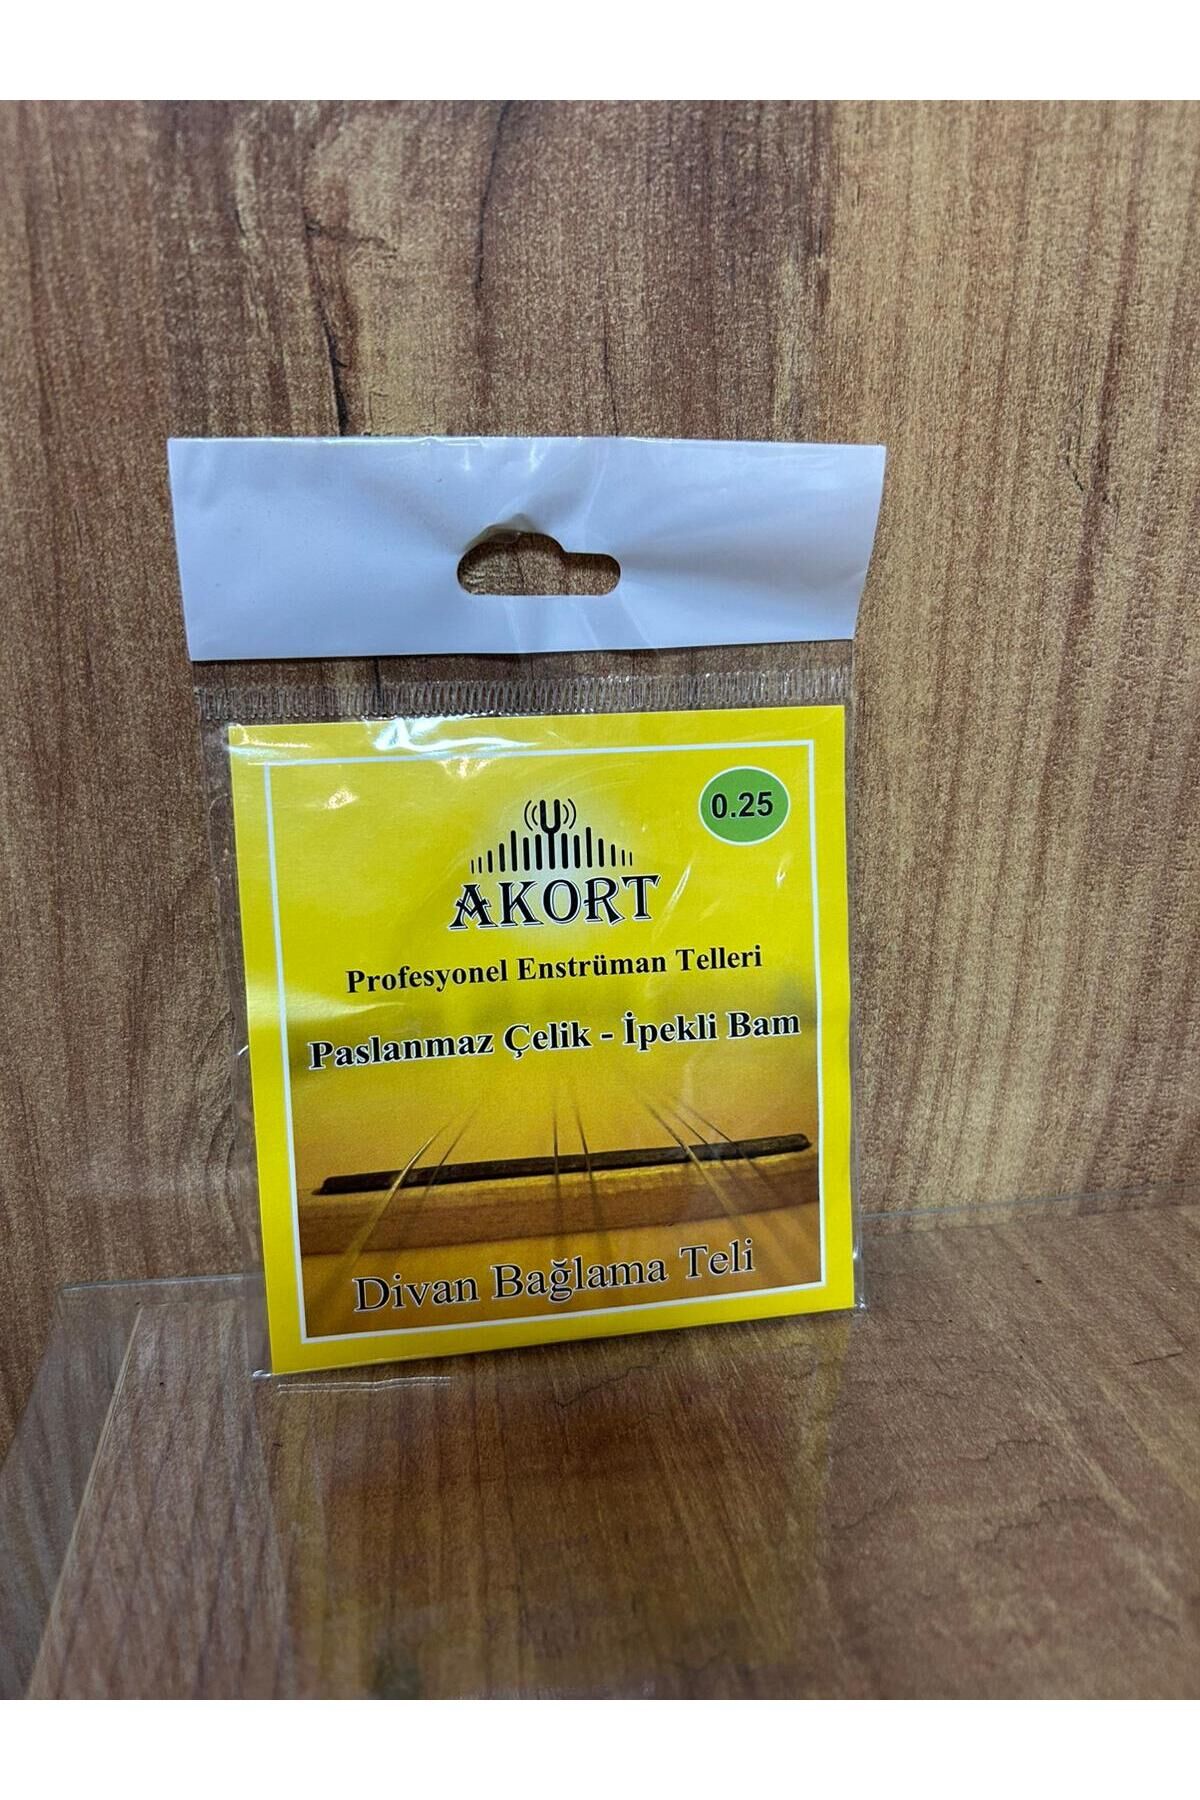 0.25
AKORT
Profesyonel Enstrüman Telleri
Paslanmaz Çelik - İpekli Bam
Divan Bağlama Teli